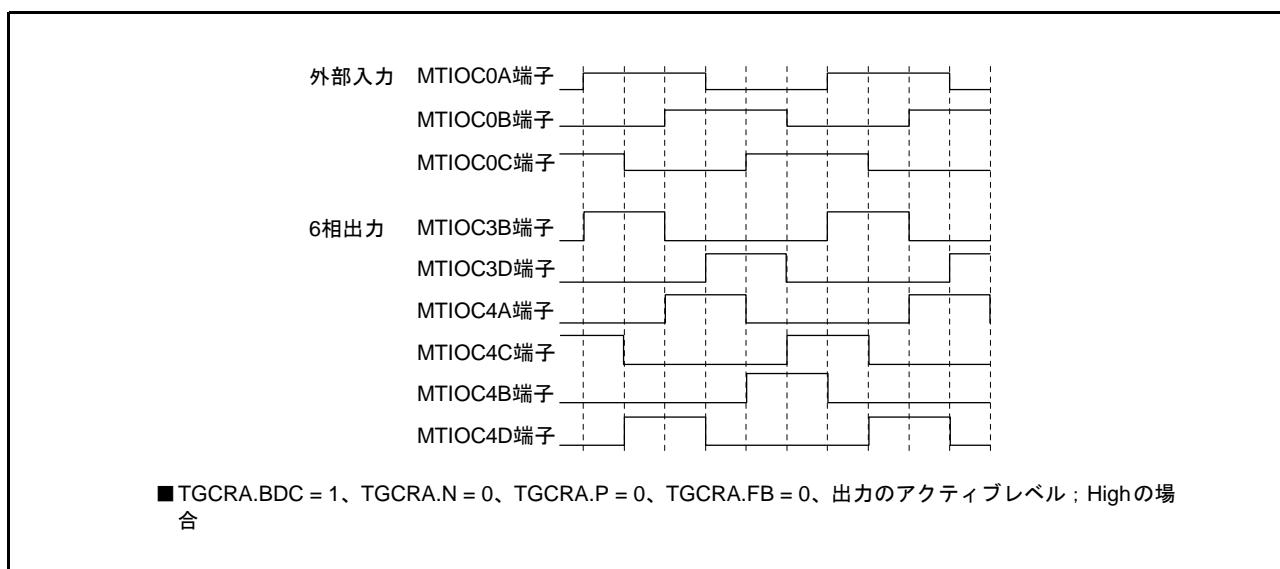 外部入力 MTIOC0A端子
MTIOC0B端子
MTIOC0C端子
6相出力 MTIOC3B端子
MTIOC3D端子
MTIOC4A端子
MTIOC4C端子
MTIOC4B端子
MTIOC4D端子
■TGCRA.BDC = 1、TGCRA.N = 0、TGCRA.P = 0、TGCRA.FB = 0、出力のアクティブレベル ; Highの場
合